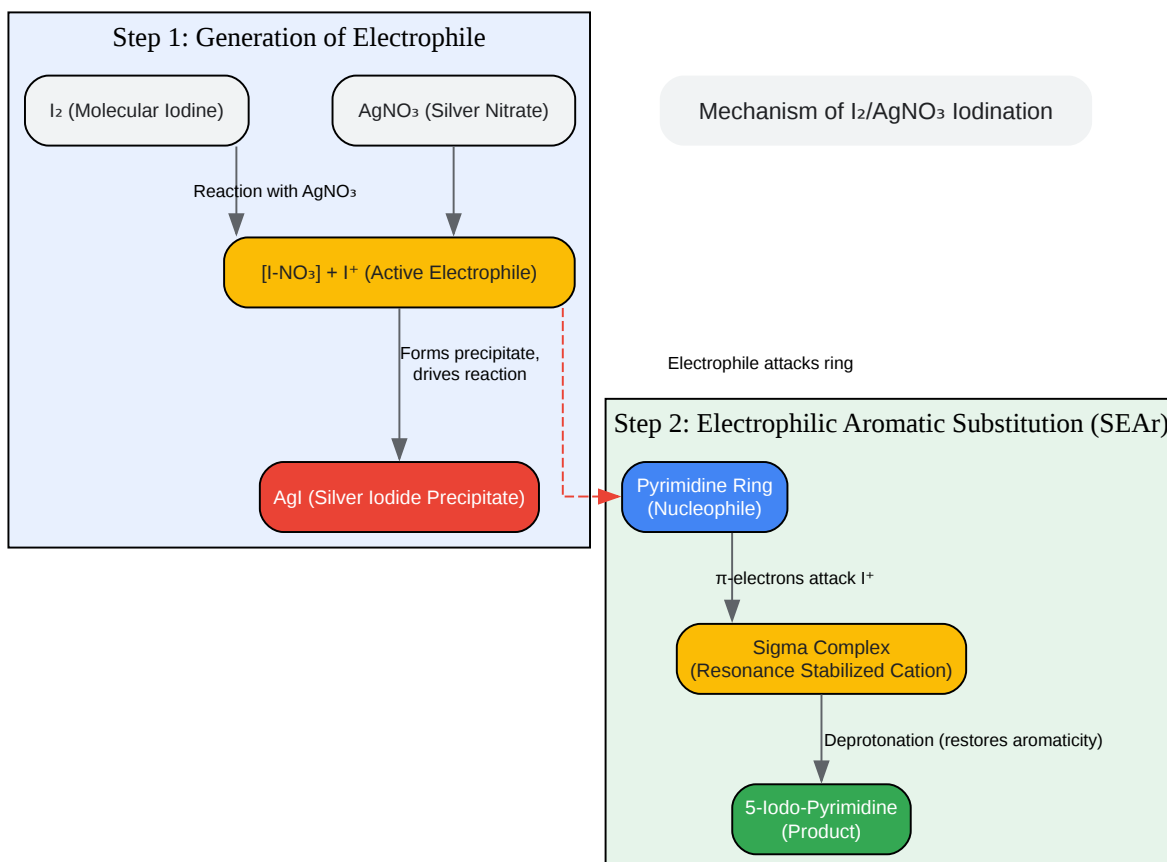 Step 1: Generation of Electrophile
I₂ (Molecular Iodine)
AgNO₃ (Silver Nitrate)
Mechanism of I₂/AgNO₃ Iodination
Reaction with AgNO₃
[I-NO₃] + I⁺ (Active Electrophile)
Forms precipitate,
drives reaction
Electrophile attacks ring
AgI (Silver Iodide Precipitate)
Step 2: Electrophilic Aromatic Substitution (SEAr)
Pyrimidine Ring
(Nucleophile)
π-electrons attack I⁺
Sigma Complex
(Resonance Stabilized Cation)
Deprotonation (restores aromaticity)
5-Iodo-Pyrimidine
(Product)